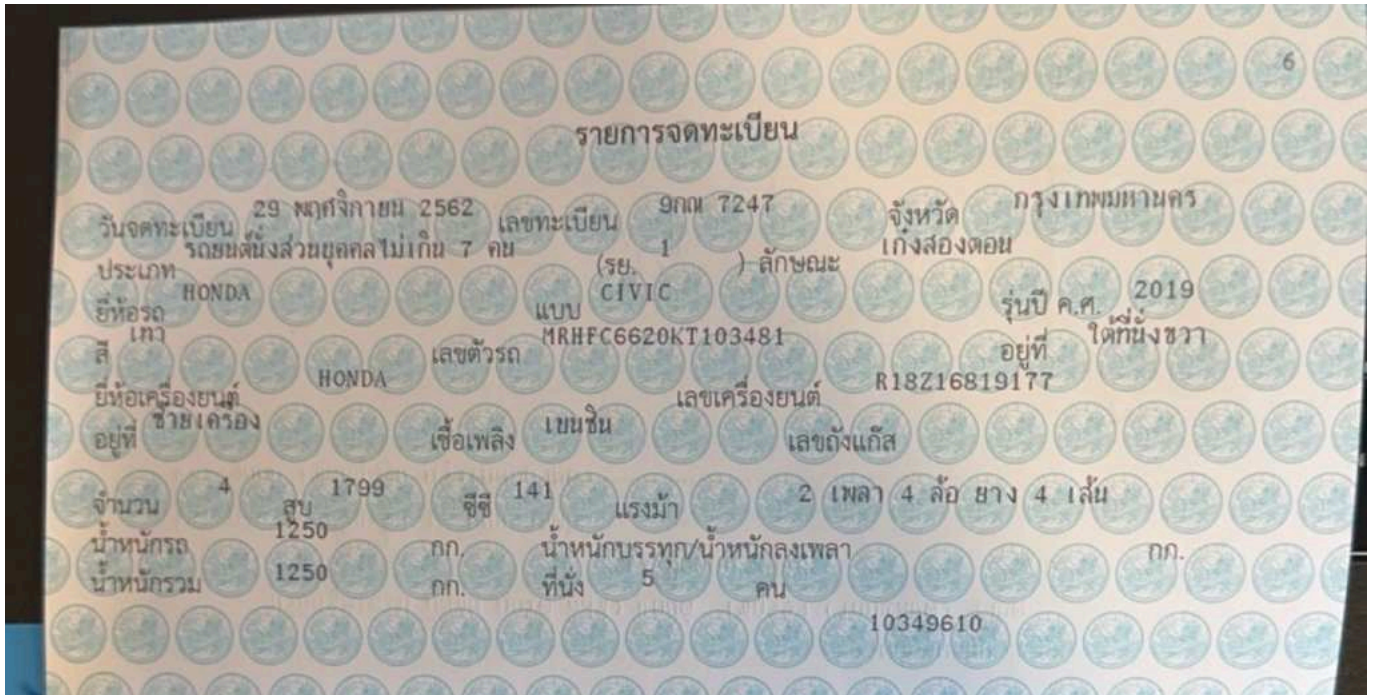 6
รายการจดทะเบียน
วันจดทะเบียน 29 พฤศจิกายน 2562 เลขทะเบียน 9กณ 7247 จังหวัด กรุงเทพมหานคร
ประเภท รถยนต์นั่งส่วนบุคคลไม่เกิน 7 คน (รย. 1 ) ลักษณะ เก๋งสองตอน
ยี่ห้อรถ HONDA แบบ CIVIC รุ่นปี ค.ศ. 2019
สี เทา เลขตัวรถ MRHFC6620KT103481 อยู่ที่ ใต้ที่นั่งขวา
ยี่ห้อเครื่องยนต์ HONDA เลขเครื่องยนต์ R18Z16819177
อยู่ที่ ซ้ายเครื่อง เชื้อเพลิง เบนซิน เลขถังแก๊ส
จำนวน 4 สูบ 1799 ซีซี 141 แรงม้า 2 เพลา 4 ล้อ ยาง 4 เส้น
น้ำหนักรถ 1250 กก. น้ำหนักบรรทุก/น้ำหนักลงเพลา กก.
น้ำหนักรวม 1250 กก. ที่นั่ง 5 คน
10349610